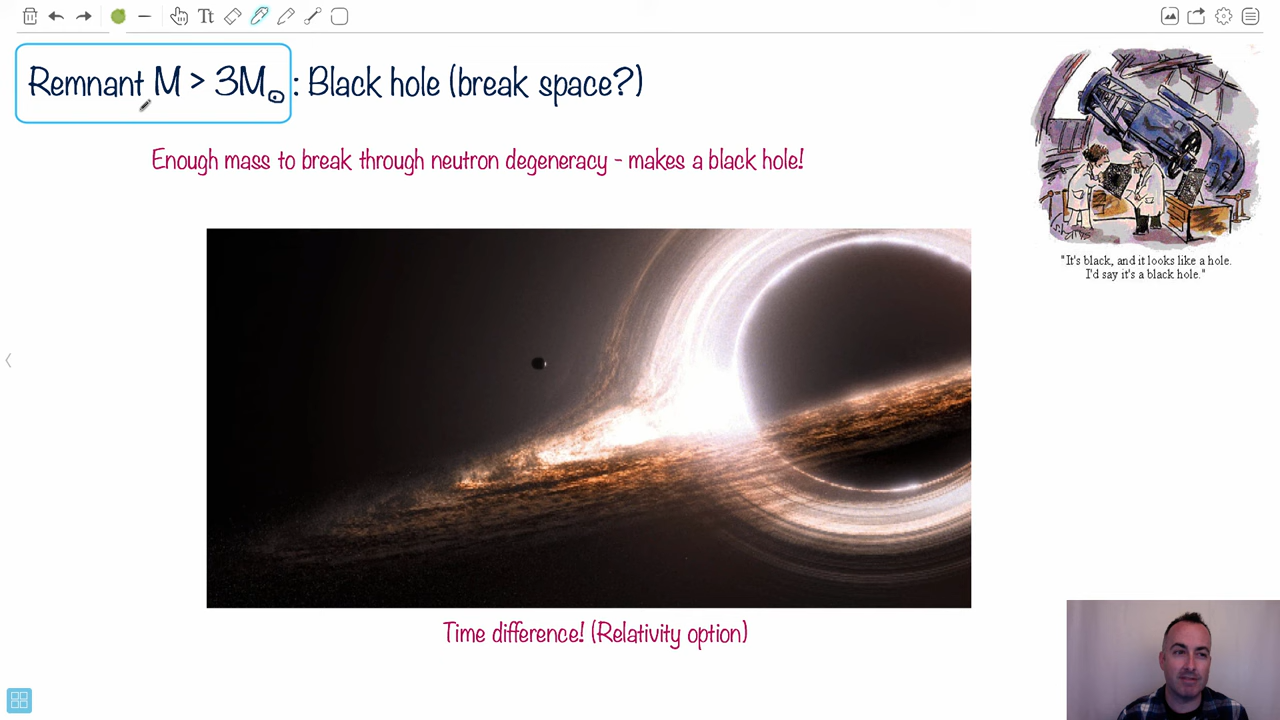 Tt
Remnant M > 3M⊙ : Black hole (break space?)
Enough mass to break through neutron degeneracy - makes a black hole!
"It's black, and it looks like a hole.
I'd say it's a black hole."
Time difference! (Relativity option)